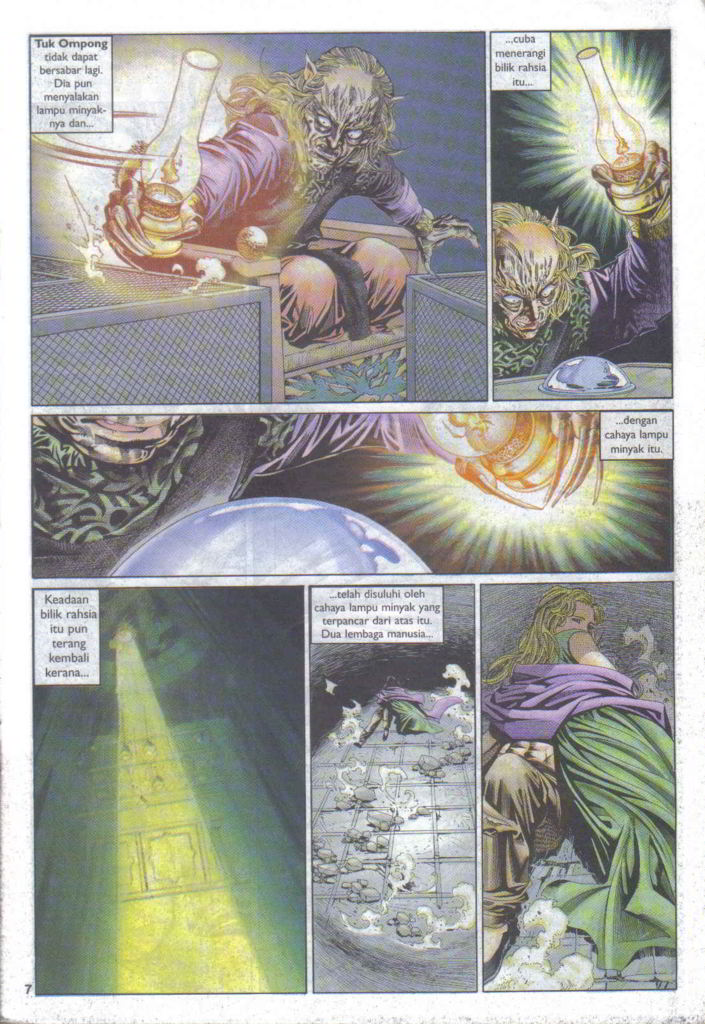 Tuk Ompong
tidak dapat
bersabar lagi.
Dia pun
menyalakan
lampu minyak-
nya dan...
...cuba
menerangi
bilik rahsia
itu...
...dengan
cahaya lampu
minyak itu.
Keadaan
bilik rahsia
itu pun
terang
kembali
kerana...
...telah disuluhi oleh
cahaya lampu minyak yang
terpancar dari atas itu.
Dua lembaga manusia...
7